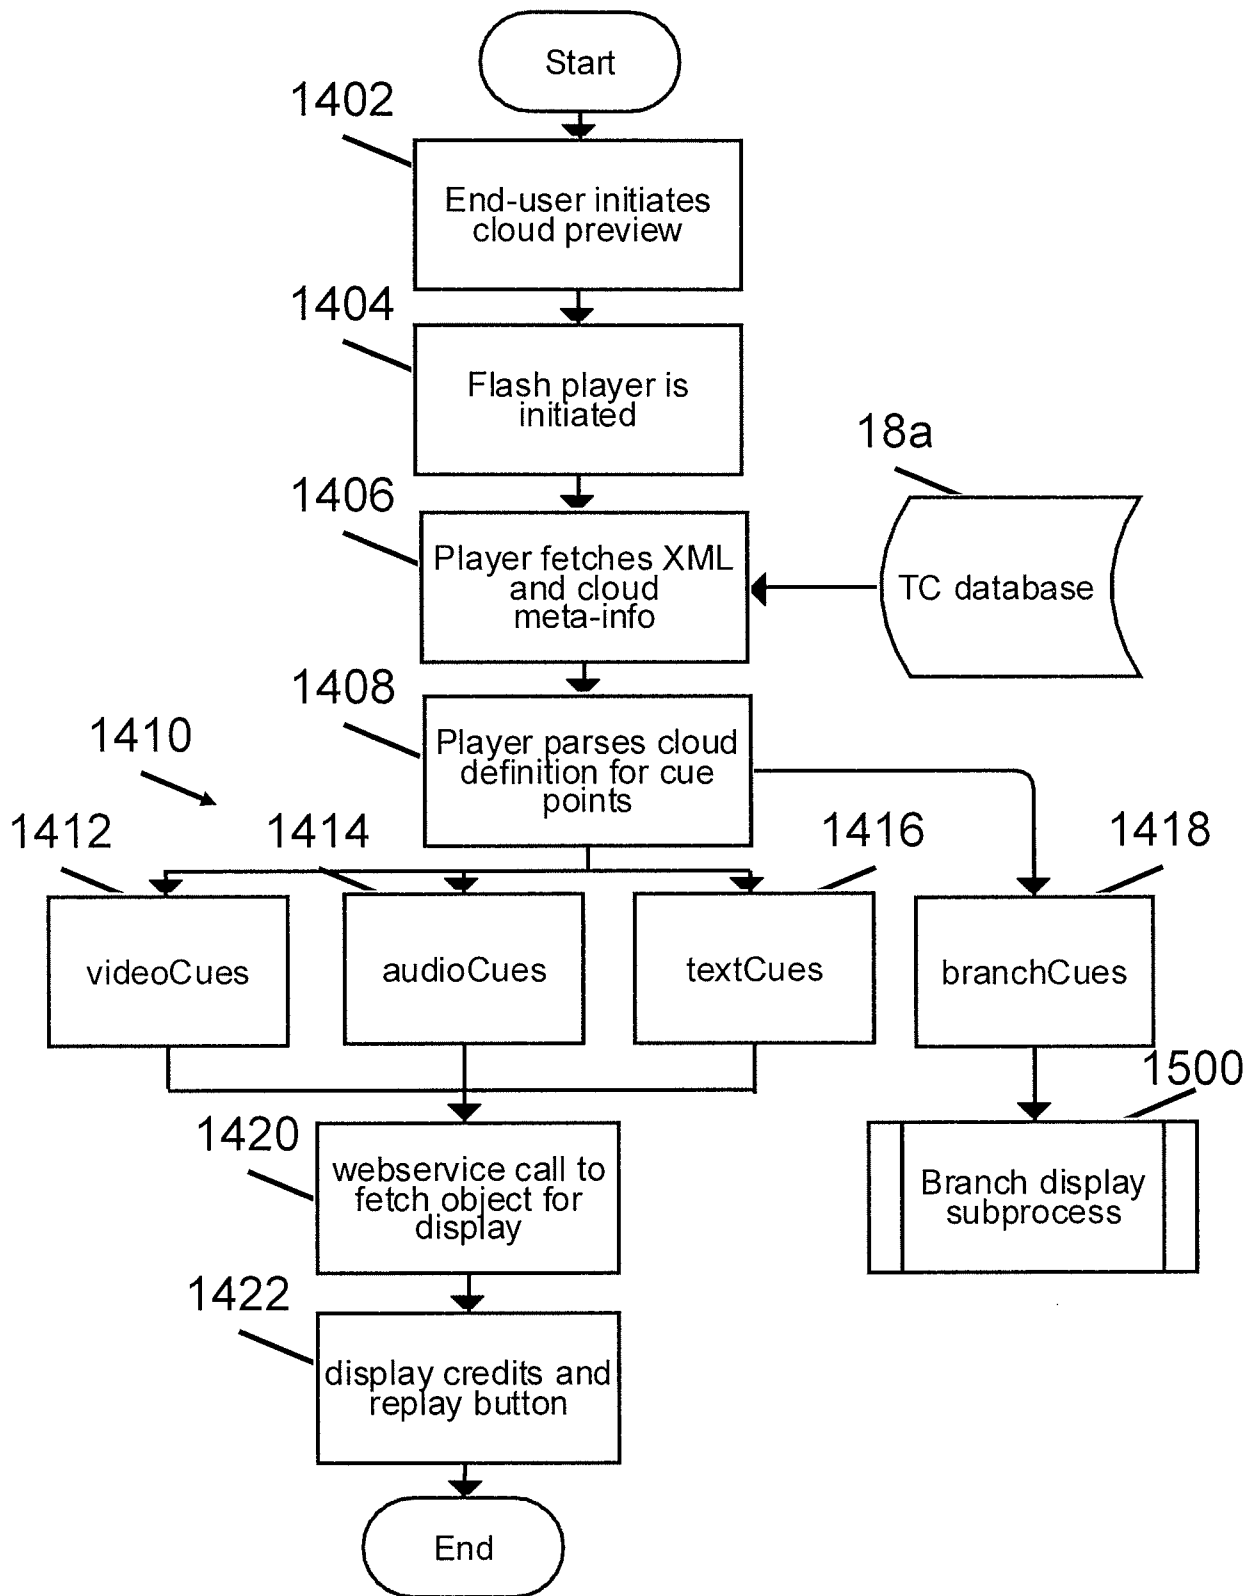 Start
1402
End-user initiates
cloud preview
1404
Flash player is
initiated
18a
1406
Player fetches XML
and cloud
meta-info
TC database
1408
Player parses cloud
definition for cue
points
1410
1412
1414
1416
1418
videoCues
audioCues
textCues
branchCues
1500
1420
webservice call to
fetch object for
display
Branch display
subprocess
1422
display credits and
replay button
End